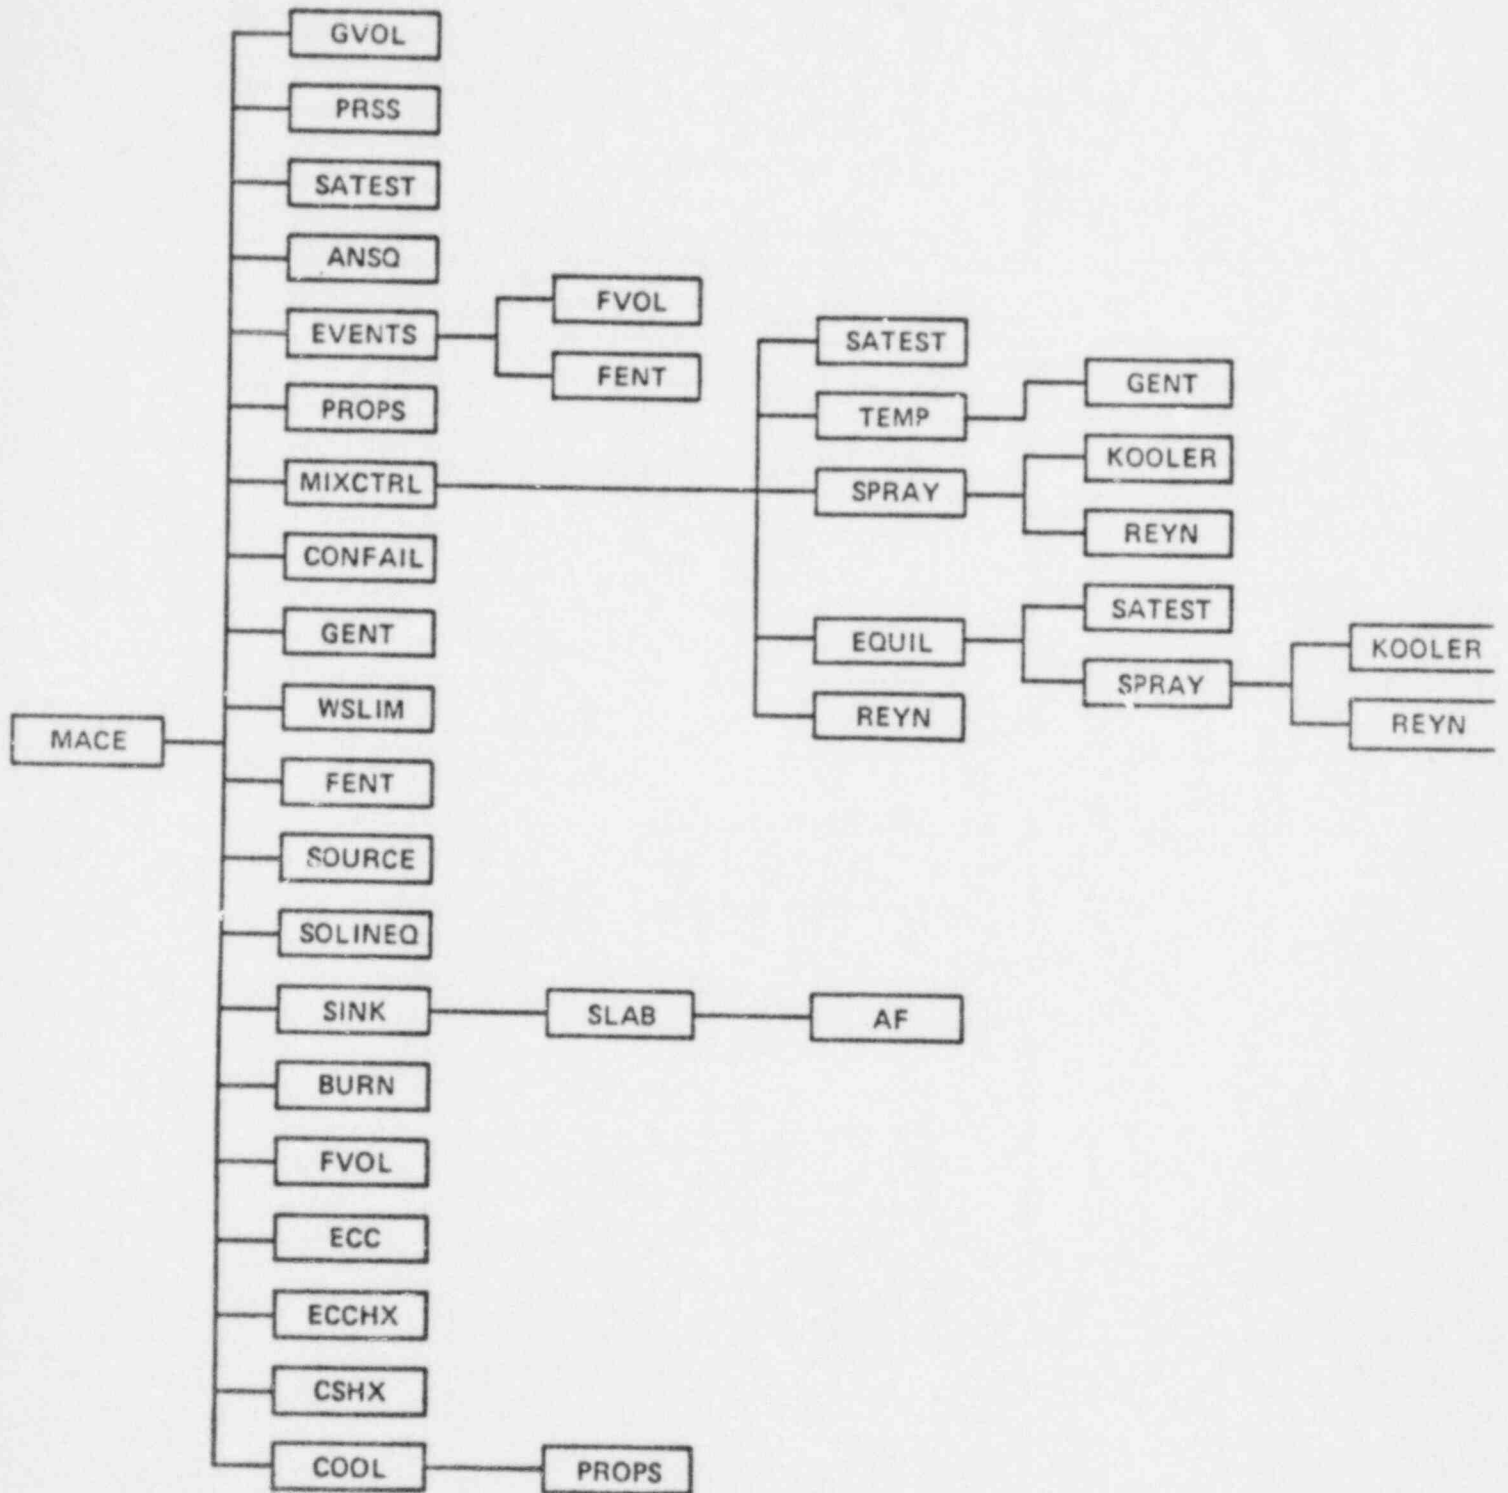 GVOL
PRSS
SATEST
ANSQ
EVENTS
FVOL
FENT
PROPS
MIXCTRL
SATEST
TEMP
GENT
SPRAY
KOOLER
REYN
EQUIL
SATEST
SPRAY
KOOLER
REYN
REYN
CONFAIL
GENT
WSLIM
MACE
FENT
SOURCE
SOLINEQ
SINK
SLAB
AF
BURN
FVOL
ECC
ECCHX
CSHX
COOL
PROPS